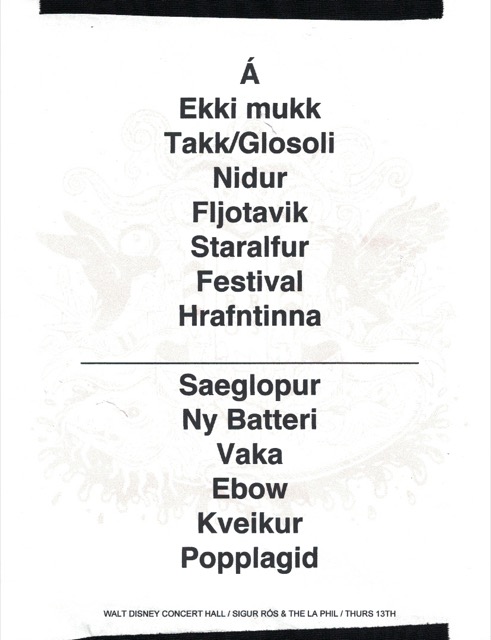 Á
Ekki mukk
Takk/Glosoli
Nidur
Fljotavik
Staralfur
Festival
Hrafntinna
Saeglopur
Ny Batteri
Vaka
Ebow
Kveikur
Popplagid
WALT DISNEY CONCERT HALL / SIGUR RÓS & THE LA PHIL / THURS 13TH